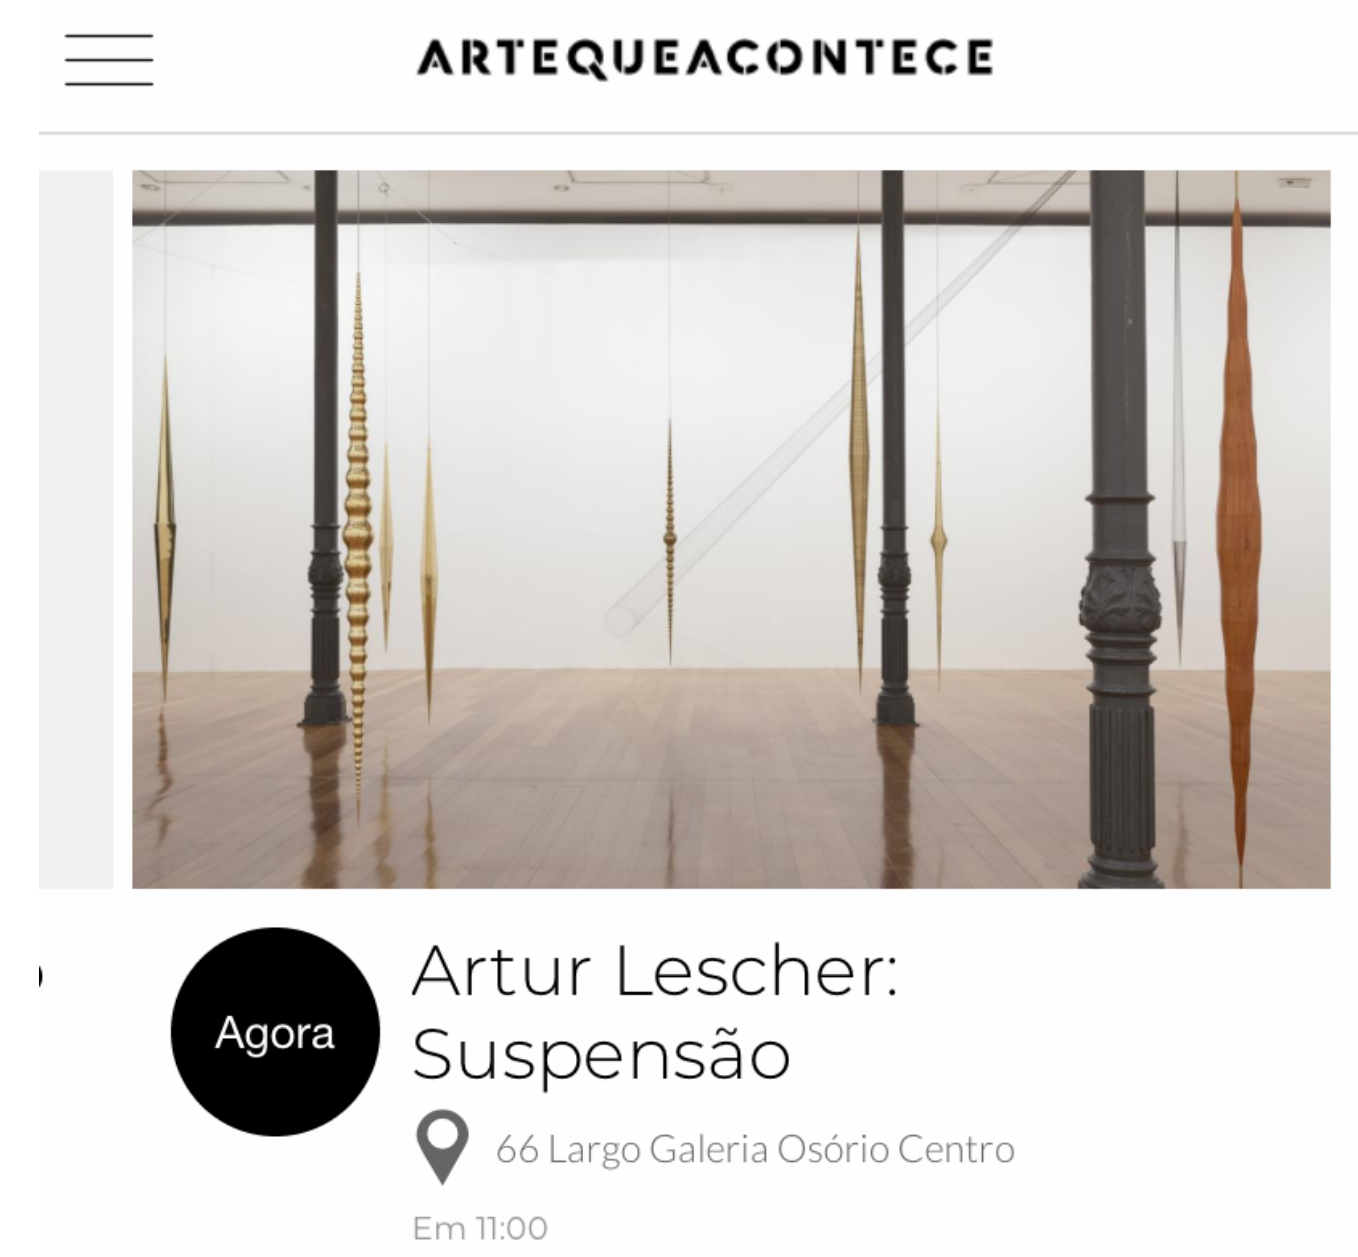 ARTEQUEACONTECE
Agora
Artur Lescher:
Suspensão
66 Largo Galeria Osório Centro
Em 11:00